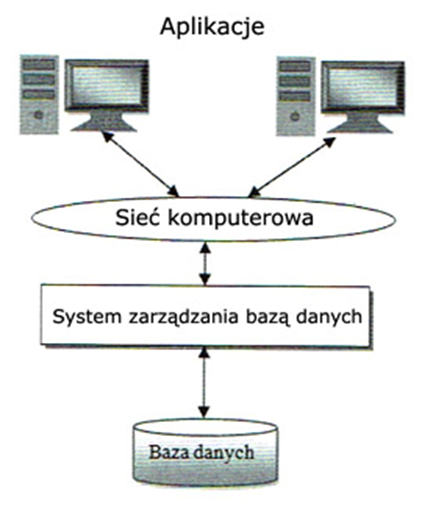 Aplikacje
Sieć komputerowa
System zarządzania bazą danych
Baza danych